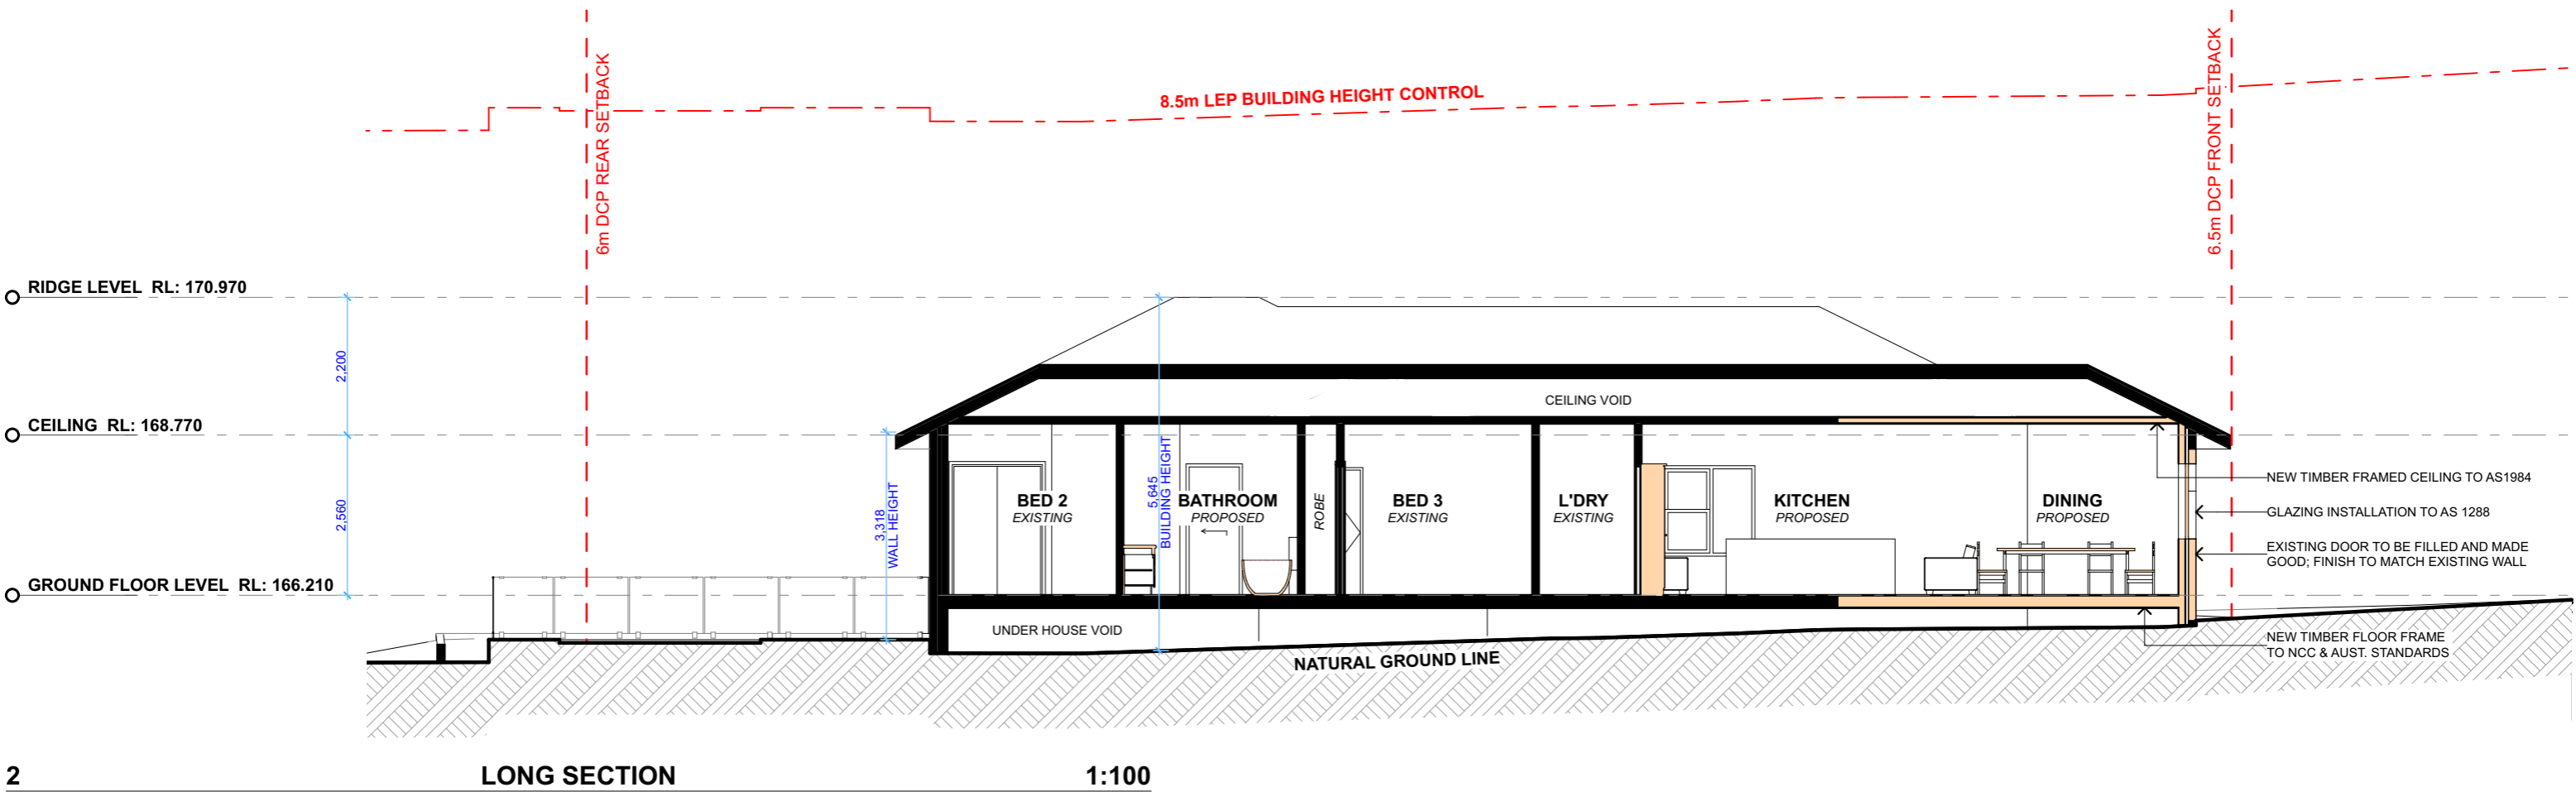 6m DCP REAR SETBACK
8.5m LEP BUILDING HEIGHT CONTROL
6.5m DCP FRONT SETBACK
RIDGE LEVEL  RL: 170.970
2,200
CEILING  RL: 168.770
2,560
GROUND FLOOR LEVEL  RL: 166.210
3,318
WALL HEIGHT
5,645
BUILDING HEIGHT
CEILING VOID
BED 2
EXISTING
BATHROOM
PROPOSED
ROBE
BED 3
EXISTING
L'DRY
EXISTING
KITCHEN
PROPOSED
DINING
PROPOSED
UNDER HOUSE VOID
NATURAL GROUND LINE
NEW TIMBER FRAMED CEILING TO AS1984
GLAZING INSTALLATION TO AS 1288
EXISTING DOOR TO BE FILLED AND MADE
GOOD; FINISH TO MATCH EXISTING WALL
NEW TIMBER FLOOR FRAME
TO NCC & AUST. STANDARDS
2 LONG SECTION 1:100